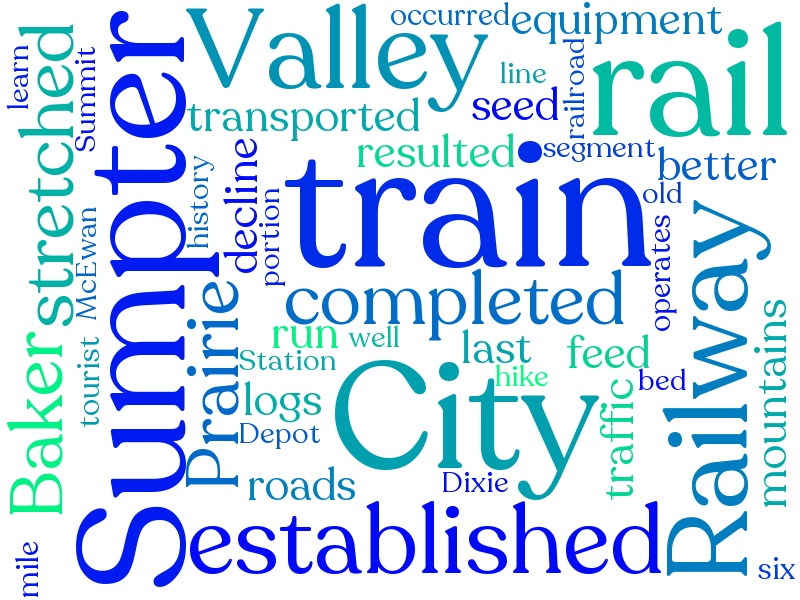 occurred
equipment
Valley
learn
Summit
stretched
Sumpter
line
railroad
rail
seed
transported
resulted
segment
better
history
decline
portion
train
old
McEwan
operates
Railway
completed
Prairie
run
well
last
feed
Station
tourist
Baker
hike
bed
mountains
logs
City
traffic
Depot
roads
Dixie
established
mile
six